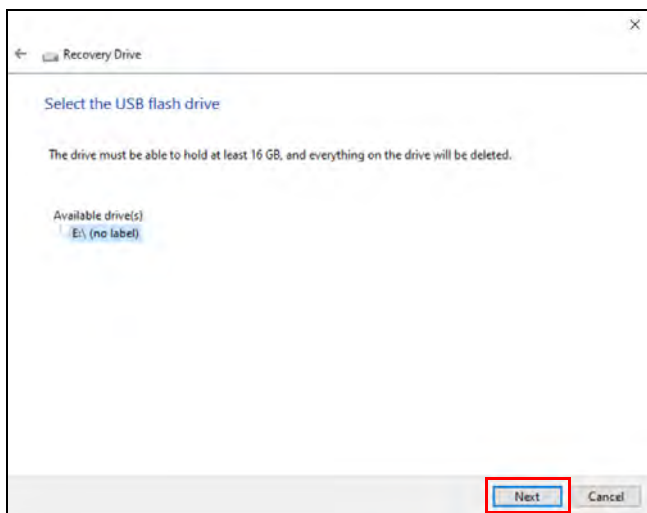 Recovery Drive
Select the USB flash drive
The drive must be able to hold at least 16 GB, and everything on the drive will be deleted.
Available drive(s)
E:\ (no label)
Next Cancel